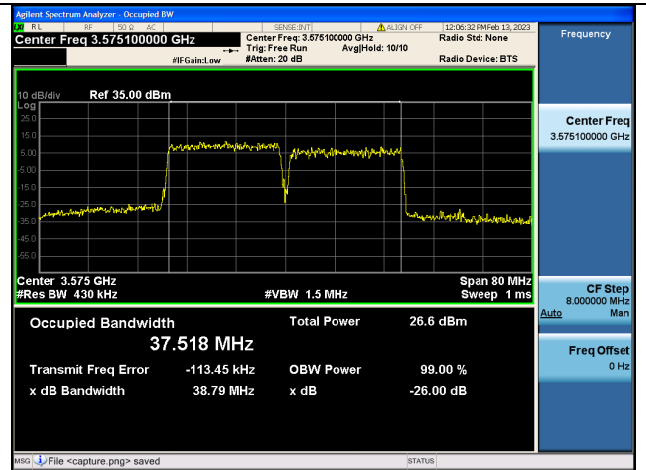 Agilent Spectrum Analyzer - Occupied BW
LXI RL RF 50 Ω AC SENSE:INT ALIGN OFF 12:06:32 PM Feb 13, 2023
Center Freq 3.575100000 GHz
Center Freq: 3.575100000 GHz Radio Std: None
Trig: Free Run Avg|Hold: 10/10
#IFGain:Low #Atten: 20 dB Radio Device: BTS
10 dB/div Ref 35.00 dBm
Log
25.0
15.0
5.00
-5.00
-15.0
-25.0
-35.0
-45.0
-55.0
Center 3.575 GHz Span 80 MHz
#Res BW 430 kHz #VBW 1.5 MHz Sweep 1 ms
Occupied Bandwidth Total Power 26.6 dBm
37.518 MHz
Transmit Freq Error -113.45 kHz OBW Power 99.00 %
x dB Bandwidth 38.79 MHz x dB -26.00 dB
Frequency
Center Freq
3.575100000 GHz
CF Step
8.000000 MHz
Auto Man
Freq Offset
0 Hz
MSG File <capture.png> saved STATUS